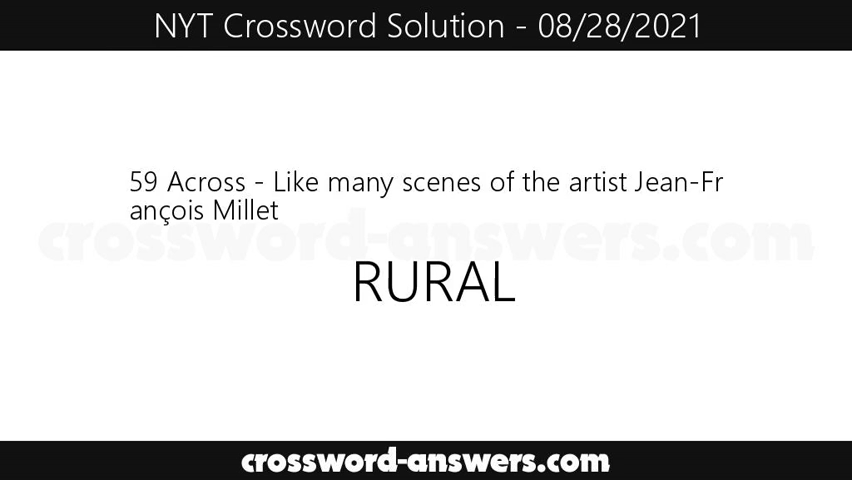 NYT Crossword Solution - 08/28/2021
59 Across - Like many scenes of the artist Jean-Fr
ançois Millet
crossword-answers.com
RURAL
crossword-answers.com